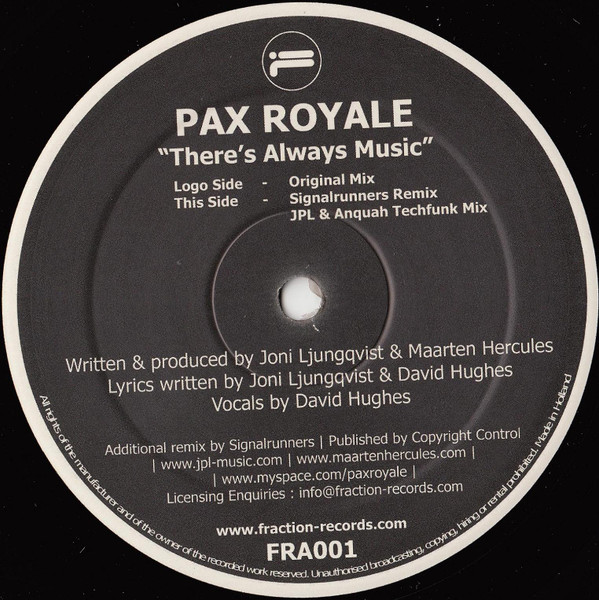 PAX ROYALE
“There’s Always Music”
Logo Side - Original Mix
This Side - Signalrunners Remix
JPL & Anquah Techfunk Mix
Written & produced by Joni Ljungqvist & Maarten Hercules
Lyrics written by Joni Ljungqvist & David Hughes
Vocals by David Hughes
Additional remix by Signalrunners | Published by Copyright Control
| www.jpl-music.com | www.maartenhercules.com |
| www.myspace.com/paxroyale |
Licensing Enquiries : info@fraction-records.com
www.fraction-records.com
FRA001
All rights of the manufacturer and of the owner of the recorded work reserved. Unauthorised broadcasting, copying, hiring or rental prohibited. Made in Holland